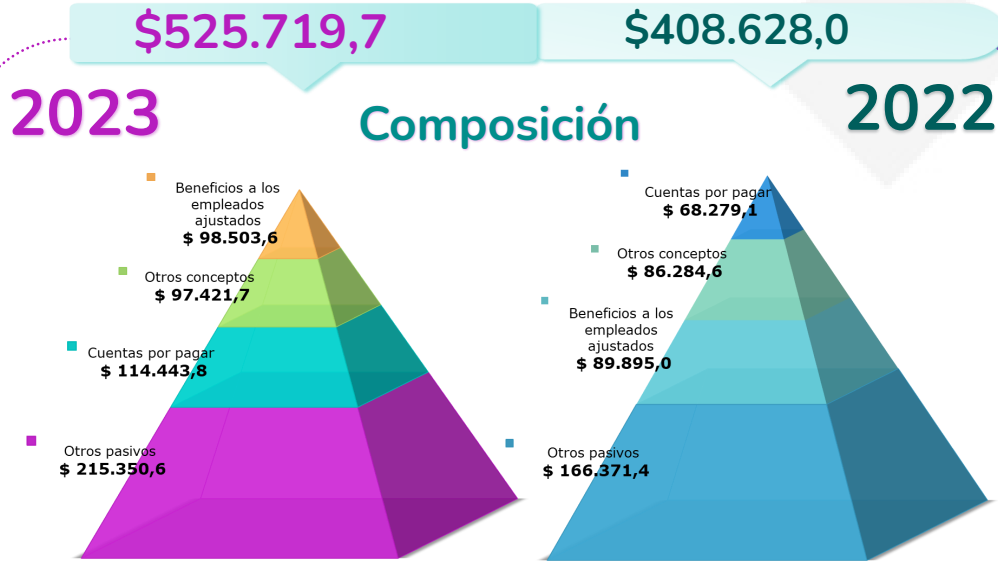 $525.719,7
$408.628,0
2023
2022
Composición
Beneficios a los
empleados
ajustados
$ 98.503,6
Otros conceptos
$ 97.421,7
Cuentas por pagar
$ 114.443,8
Otros pasivos
$ 215.350,6
Cuentas por pagar
$ 68.279,1
Otros conceptos
$ 86.284,6
Beneficios a los
empleados
ajustados
$ 89.895,0
Otros pasivos
$ 166.371,4